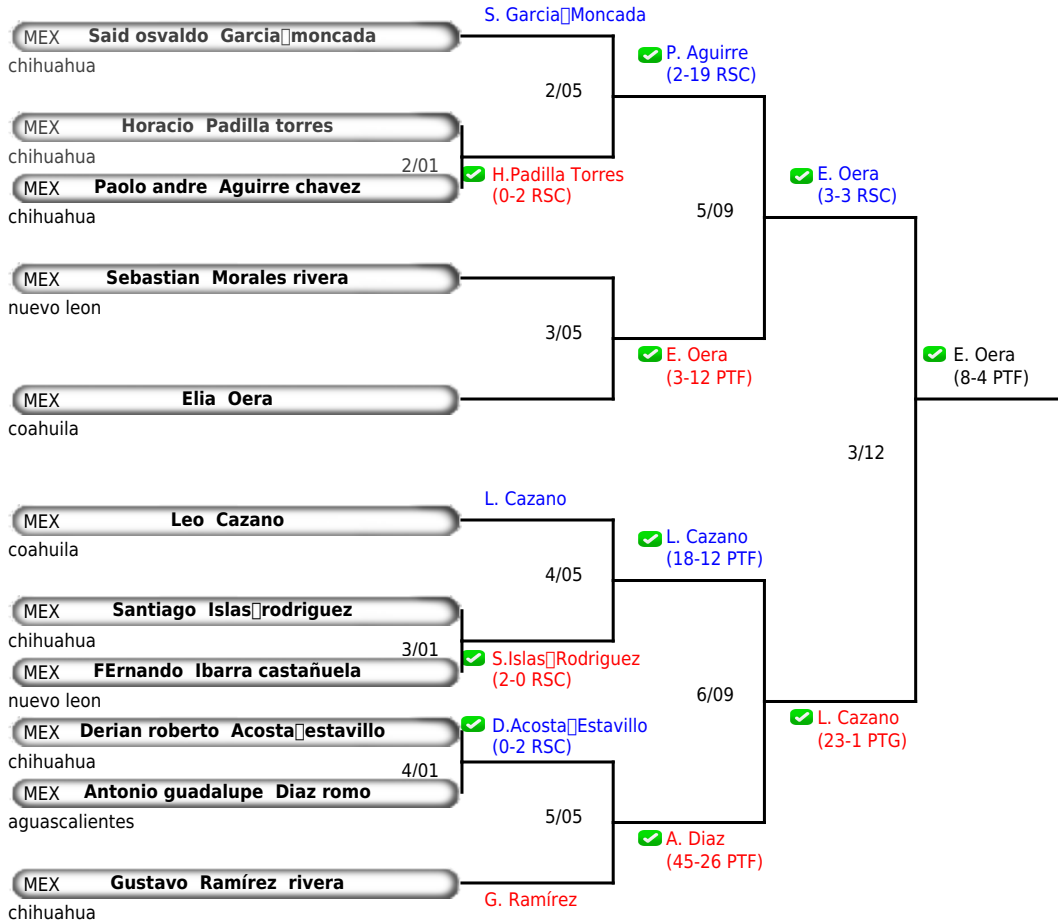 S. Garcia▯Moncada
MEX Said osvaldo Garcia▯moncada
chihuahua
P. Aguirre
(2-19 RSC)
2/05
MEX Horacio Padilla torres
chihuahua
2/01
H.Padilla Torres
(0-2 RSC)
MEX Paolo andre Aguirre chavez
chihuahua
E. Oera
(3-3 RSC)
5/09
MEX Sebastian Morales rivera
nuevo leon
3/05
E. Oera
(3-12 PTF)
E. Oera
(8-4 PTF)
MEX Elia Oera
coahuila
3/12
L. Cazano
MEX Leo Cazano
coahuila
L. Cazano
(18-12 PTF)
4/05
MEX Santiago Islas▯rodriguez
chihuahua
3/01
S.Islas▯Rodriguez
(2-0 RSC)
MEX FErnando Ibarra castañuela
nuevo leon
6/09
L. Cazano
(23-1 PTG)
MEX Derian roberto Acosta▯estavillo
chihuahua
D.Acosta▯Estavillo
(0-2 RSC)
4/01
MEX Antonio guadalupe Diaz romo
aguascalientes
5/05
A. Diaz
(45-26 PTF)
MEX Gustavo Ramírez rivera
chihuahua
G. Ramírez